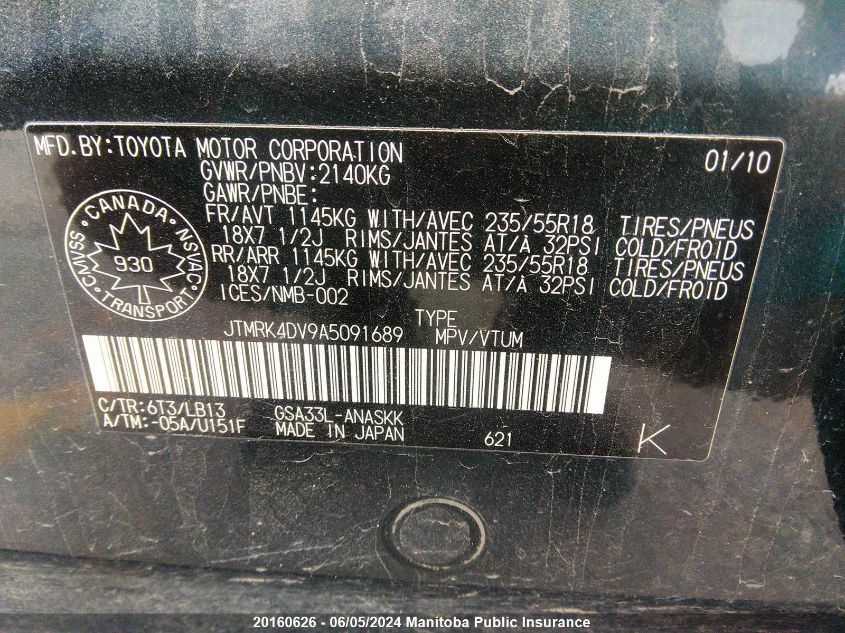 MFD.BY:TOYOTA MOTOR CORPORATION 01/10
GVWR/PNBV:2140KG
GAWR/PNBE:
FR/AVT 1145KG WITH/AVEC 235/55R18 TIRES/PNEUS
18X7 1/2J RIMS/JANTES AT/A 32PSI COLD/FROID
RR/ARR 1145KG WITH/AVEC 235/55R18 TIRES/PNEUS
18X7 1/2J RIMS/JANTES AT/À 32PSI COLD/FROID
ICES/NMB-002
CANADA
CMVSS 930 NSVAC
TRANSPORT
TYPE
JTMRK4DV9A5091689 MPV/VTUM
C/TR:6T3/LB13 GSA33L-ANASKK
A/TM:-05A/U151F MADE IN JAPAN 621 K
20160626 - 06/05/2024 Manitoba Public Insurance